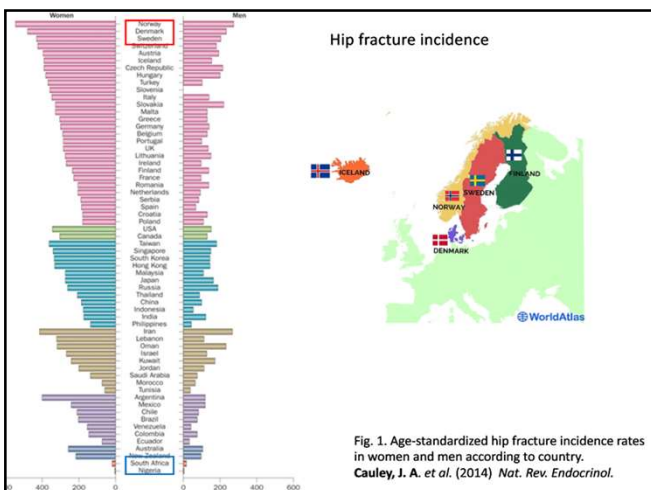 Women
Men
Hip fracture incidence
Norway
Denmark
Sweden
Switzerland
Austria
Iceland
Czech Republic
Hungary
Turkey
Slovenia
Italy
Slovakia
Malta
Greece
Germany
Belgium
Portugal
UK
Lithuania
Ireland
Finland
France
Romania
Netherlands
Serbia
Spain
Croatia
Poland
USA
Canada
Taiwan
Singapore
South Korea
Hong Kong
Malaysia
Japan
Russia
Thailand
China
Indonesia
India
Philippines
Iran
Lebanon
Oman
Israel
Kuwait
Jordan
Saudi Arabia
Morocco
Tunisia
Argentina
Mexico
Chile
Brazil
Venezuela
Colombia
Ecuador
Australia
New Zealand
South Africa
Nigeria
600 400 200 0 0 200 400 600
ICELAND
FINLAND
SWEDEN
NORWAY
DENMARK
WorldAtlas
Fig. 1. Age-standardized hip fracture incidence rates
in women and men according to country.
Cauley, J. A. et al. (2014) Nat. Rev. Endocrinol.